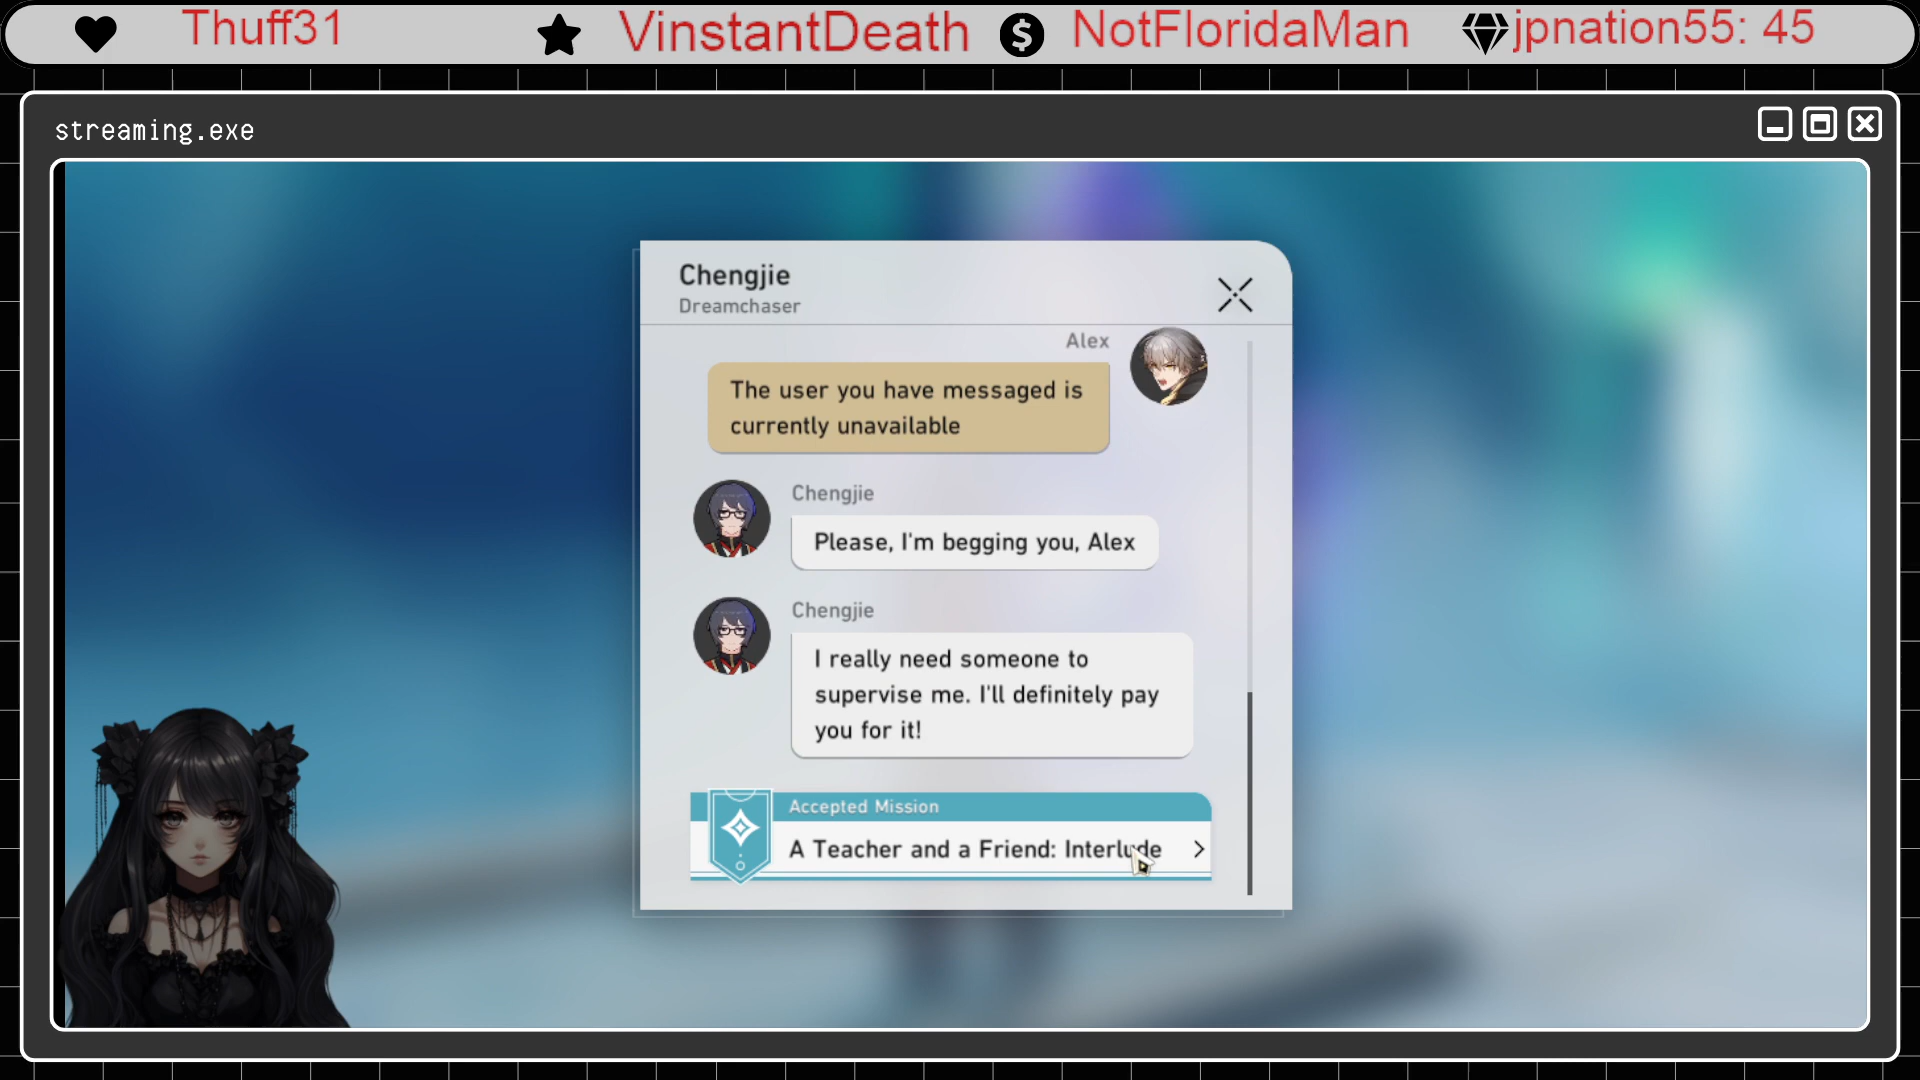 Thuff31
VinstantDeath
NotFloridaMan
jpnation55: 45
streaming.exe
Chengjie
Dreamchaser
Alex
The user you have messaged is
currently unavailable
Chengjie
Please, I'm begging you, Alex
Chengjie
I really need someone to
supervise me. I'll definitely pay
you for it!
Accepted Mission
A Teacher and a Friend: Interlude